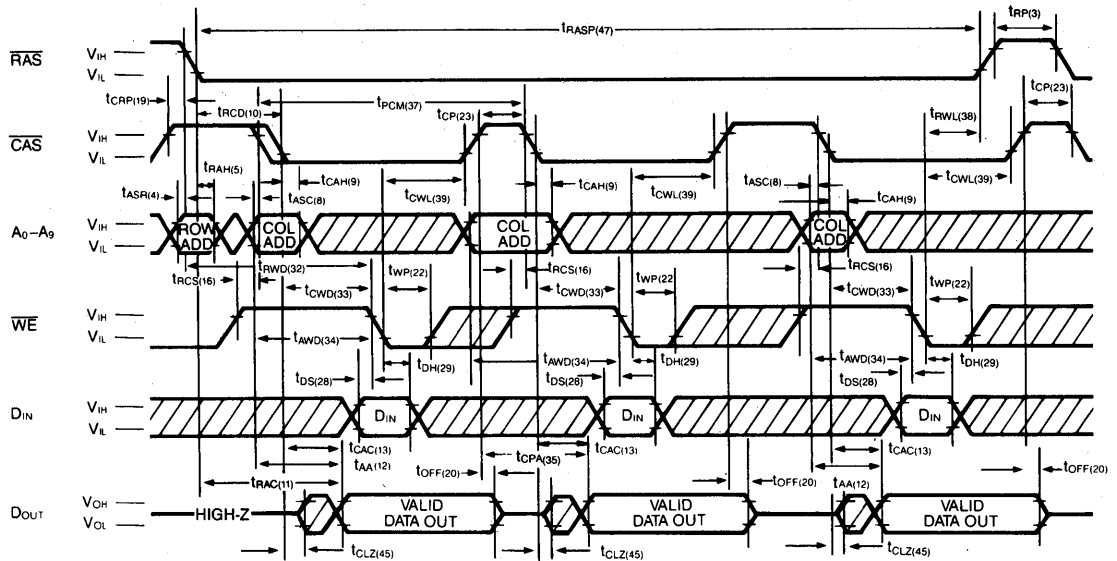 tRASP(47)
tRP(3)
RAS
VIH
VIL
tCRP(19)
tRCD(10)
tPCM(37)
tCP(23)
tRWL(38)
tCP(23)
CAS
VIH
VIL
tRAH(5)
tCAH(9)
tASR(4)
tASC(8)
tCWL(39)
tCAH(9)
tCWL(39)
tASC(8)
tCAH(9)
tCWL(39)
A0–A9
VIH
VIL
ROW ADD
COL ADD
COL ADD
COL ADD
tRCS(16)
tRWD(32)
tCWD(33)
tWP(22)
tRCS(16)
tCWD(33)
tWP(22)
tRCS(16)
tCWD(33)
tWP(22)
WE
VIH
VIL
tAWD(34)
tDH(29)
tAWD(34)
tDH(29)
tAWD(34)
tDH(29)
tDS(28)
tDS(28)
tDS(28)
DIN
VIH
VIL
DIN
DIN
DIN
tCAC(13)
tAA(12)
tRAC(11)
tCPA(35)
tCAC(13)
tOFF(20)
tOFF(20)
tCAC(13)
tAA(12)
tOFF(20)
DOUT
VOH
VOL
HIGH-Z
VALID DATA OUT
VALID DATA OUT
VALID DATA OUT
tCLZ(45)
tCLZ(45)
tCLZ(45)